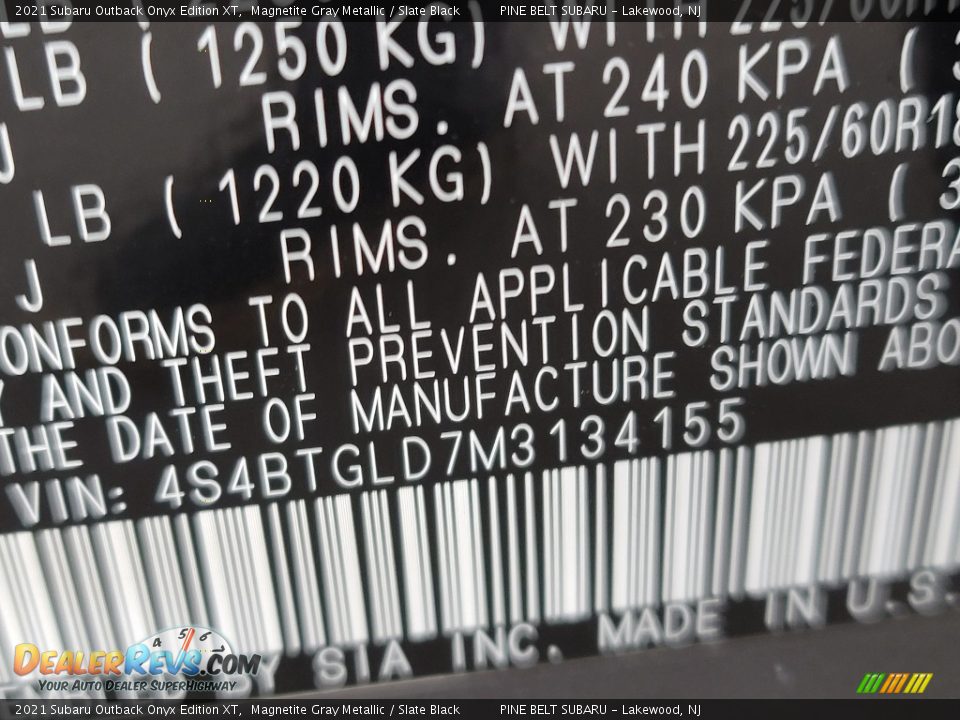 2021 Subaru Outback Onyx Edition XT, Magnetite Gray Metallic / Slate Black PINE BELT SUBARU - Lakewood, NJ
LB ( 1250 KG) WITH 225/60R18
J RIMS. AT 240 KPA (
LB ( 1220 KG) WITH 225/60R18
J RIMS. AT 230 KPA ( 3
ONFORMS TO ALL APPLICABLE FEDERA
Y AND THEFT PREVENTION STANDARDS
THE DATE OF MANUFACTURE SHOWN ABO
VIN: 4S4BTGLD7M3134155
BY SIA INC. MADE IN U.S.
DEALERREVS.COM
YOUR AUTO DEALER SUPERHIGHWAY
2021 Subaru Outback Onyx Edition XT, Magnetite Gray Metallic / Slate Black PINE BELT SUBARU - Lakewood, NJ